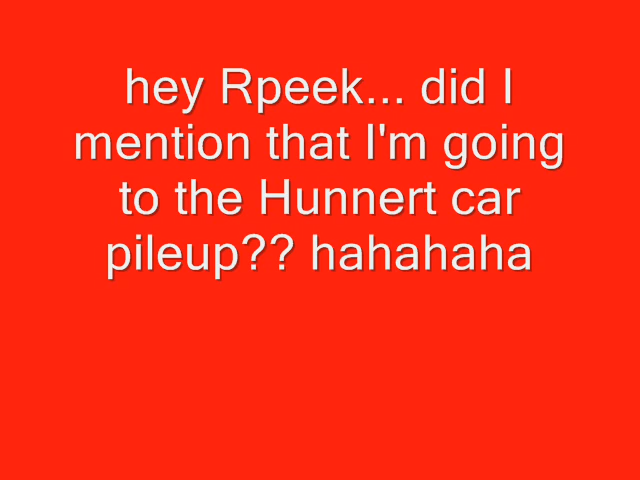 hey Rpeek... did I
mention that I'm going
to the Hunnert car
pileup?? hahahaha